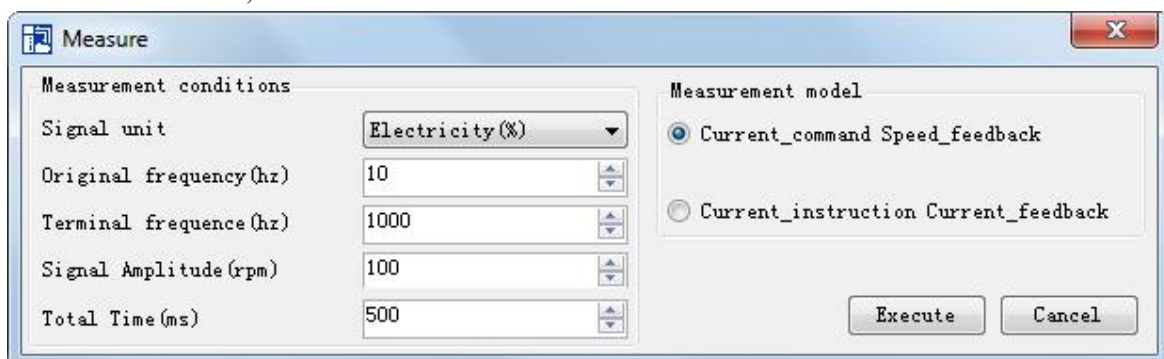 Measure
Measurement conditions
Signal unit
Electricity(%)
Original frequency(hz)
10
Terminal frequence(hz)
1000
Signal Amplitude(rpm)
100
Total Time(ms)
500
Measurement model
Current_command Speed_feedback
Current_instruction Current_feedback
Execute
Cancel